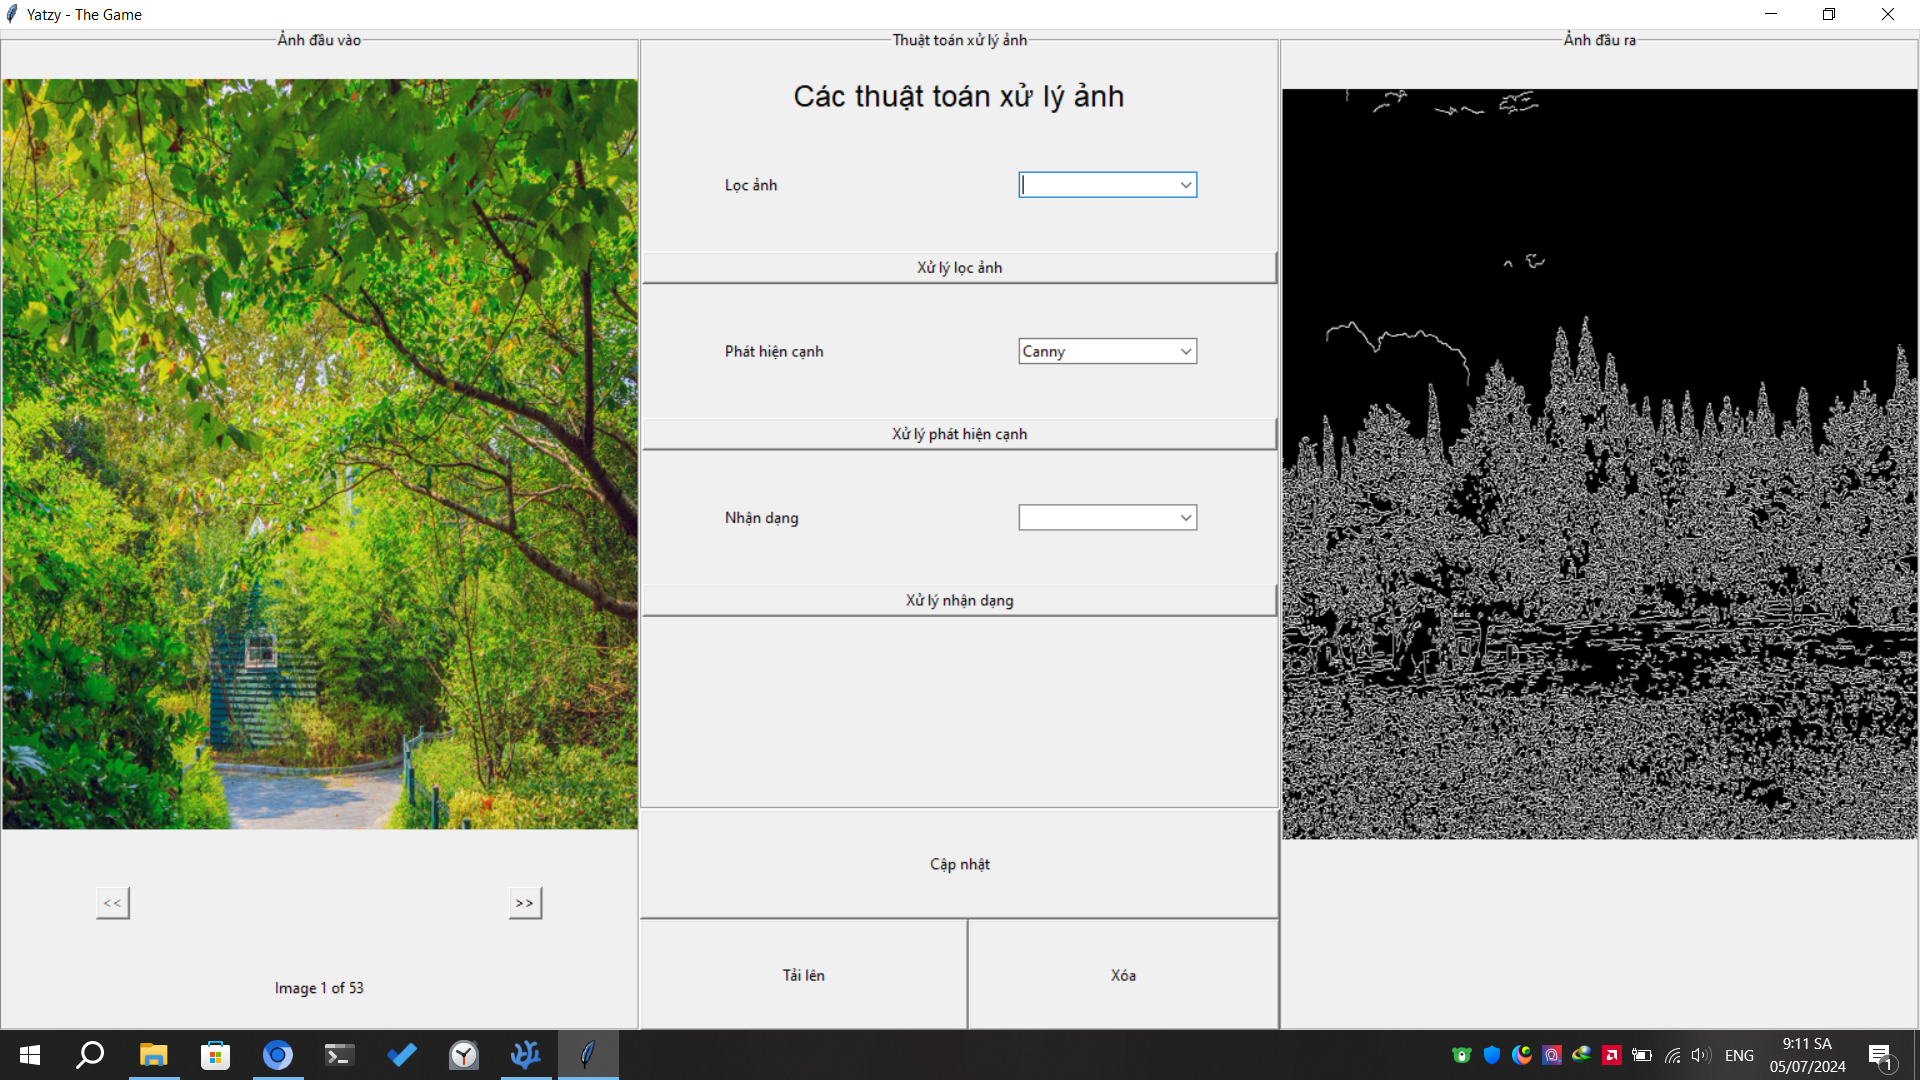 Yatzy - The Game
Ảnh đầu vào
Thuật toán xử lý ảnh
Ảnh đầu ra
Các thuật toán xử lý ảnh
Lọc ảnh
Xử lý lọc ảnh
Phát hiện cạnh
Canny
Xử lý phát hiện cạnh
Nhận dạng
Xử lý nhận dạng
Cập nhật
<<
>>
Tải lên
Xóa
Image 1 of 53
ENG
9:11 SA
05/07/2024
1